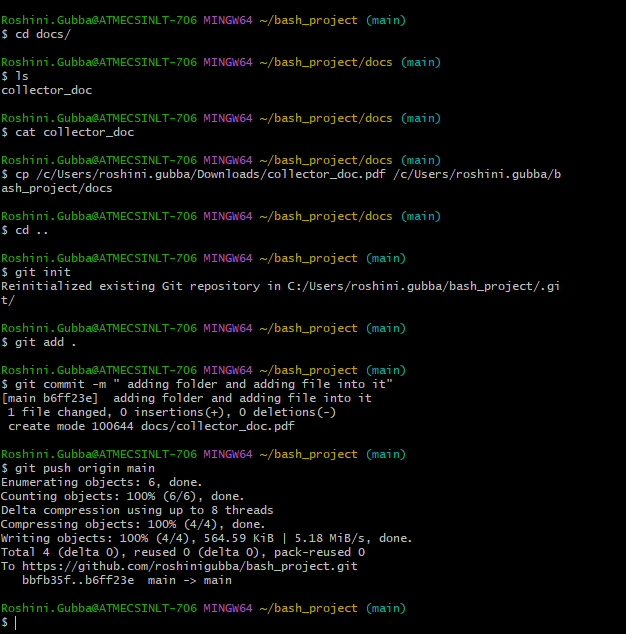 Roshini.Gubba@ATMECSINLT-706 MINGW64 ~/bash_project (main)
$ cd docs/
Roshini.Gubba@ATMECSINLT-706 MINGW64 ~/bash_project/docs (main)
$ ls
collector_doc
Roshini.Gubba@ATMECSINLT-706 MINGW64 ~/bash_project/docs (main)
$ cat collector_doc
Roshini.Gubba@ATMECSINLT-706 MINGW64 ~/bash_project/docs (main)
$ cp /c/Users/roshini.gubba/Downloads/collector_doc.pdf /c/Users/roshini.gubba/b
ash_project/docs
Roshini.Gubba@ATMECSINLT-706 MINGW64 ~/bash_project/docs (main)
$ cd ..
Roshini.Gubba@ATMECSINLT-706 MINGW64 ~/bash_project (main)
$ git init
Reinitialized existing Git repository in C:/Users/roshini.gubba/bash_project/.gi
t/
Roshini.Gubba@ATMECSINLT-706 MINGW64 ~/bash_project (main)
$ git add .
Roshini.Gubba@ATMECSINLT-706 MINGW64 ~/bash_project (main)
$ git commit -m " adding folder and adding file into it"
[main b6ff23e]  adding folder and adding file into it
 1 file changed, 0 insertions(+), 0 deletions(-)
 create mode 100644 docs/collector_doc.pdf
Roshini.Gubba@ATMECSINLT-706 MINGW64 ~/bash_project (main)
$ git push origin main
Enumerating objects: 6, done.
Counting objects: 100% (6/6), done.
Delta compression using up to 8 threads
Compressing objects: 100% (4/4), done.
Writing objects: 100% (4/4), 564.59 KiB | 5.18 MiB/s, done.
Total 4 (delta 0), reused 0 (delta 0), pack-reused 0
To https://github.com/roshinigubba/bash_project.git
   bbfb35f..b6ff23e  main -> main
Roshini.Gubba@ATMECSINLT-706 MINGW64 ~/bash_project (main)
$